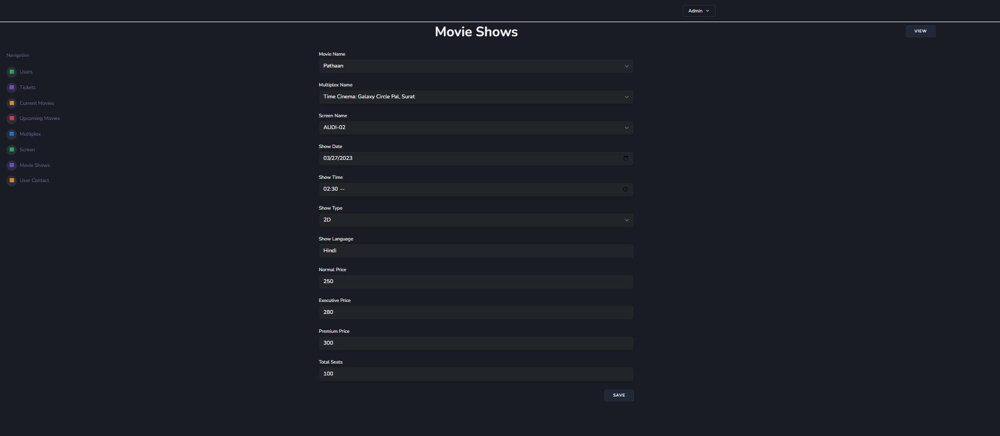 Admin
Movie Shows
VIEW
Navigation
Users
Tickets
Current Movies
Upcoming Movies
Multiplex
Screen
Movie Shows
User Contact
Movie Name
Pathaan
Multiplex Name
Time Cinema: Galaxy Circle Pal, Surat
Screen Name
AUDI-02
Show Date
03/27/2023
Show Time
02:30 --
Show Type
2D
Show Language
Hindi
Normal Price
250
Executive Price
280
Premium Price
300
Total Seats
100
SAVE